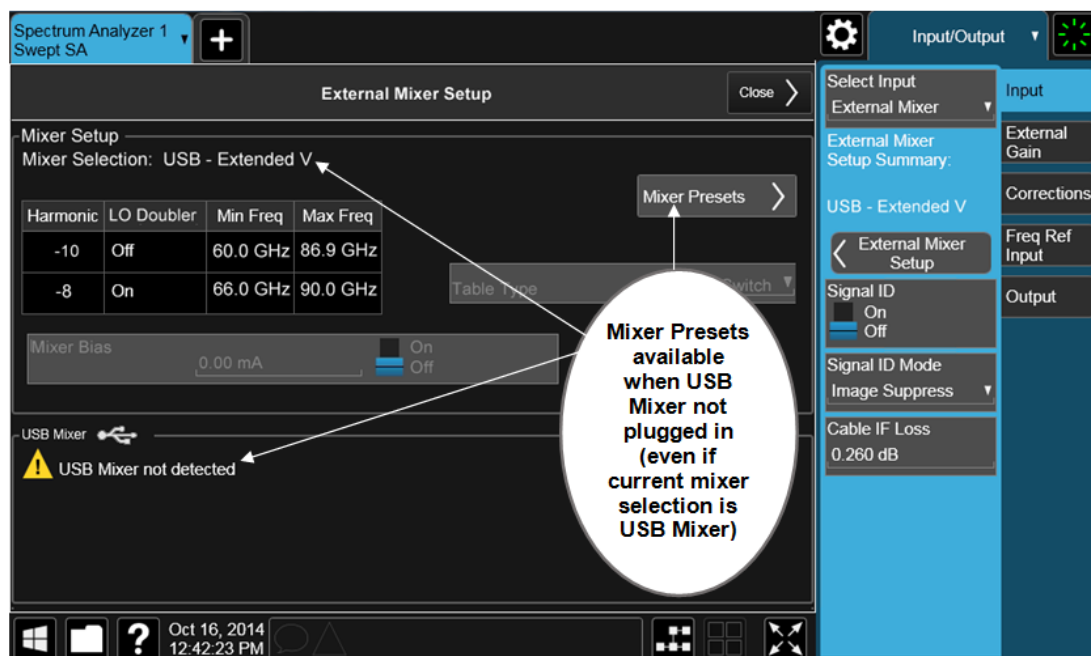 Spectrum Analyzer 1
Swept SA
Input/Output
External Mixer Setup
Close
Mixer Setup
Mixer Selection: USB - Extended V
Mixer Presets
Harmonic LO Doubler Min Freq Max Freq
-10 Off 60.0 GHz 86.9 GHz
-8 On 66.0 GHz 90.0 GHz
Table Type
Switch
Mixer Bias
0.00 mA
On
Off
USB Mixer
USB Mixer not detected
Mixer Presets
available
when USB
Mixer not
plugged in
(even if
current mixer
selection is
USB Mixer)
Select Input
External Mixer
External Mixer
Setup Summary:
USB - Extended V
External Mixer
Setup
Signal ID
On
Off
Signal ID Mode
Image Suppress
Cable IF Loss
0.260 dB
Input
External
Gain
Corrections
Freq Ref
Input
Output
?
Oct 16, 2014
12:42:23 PM